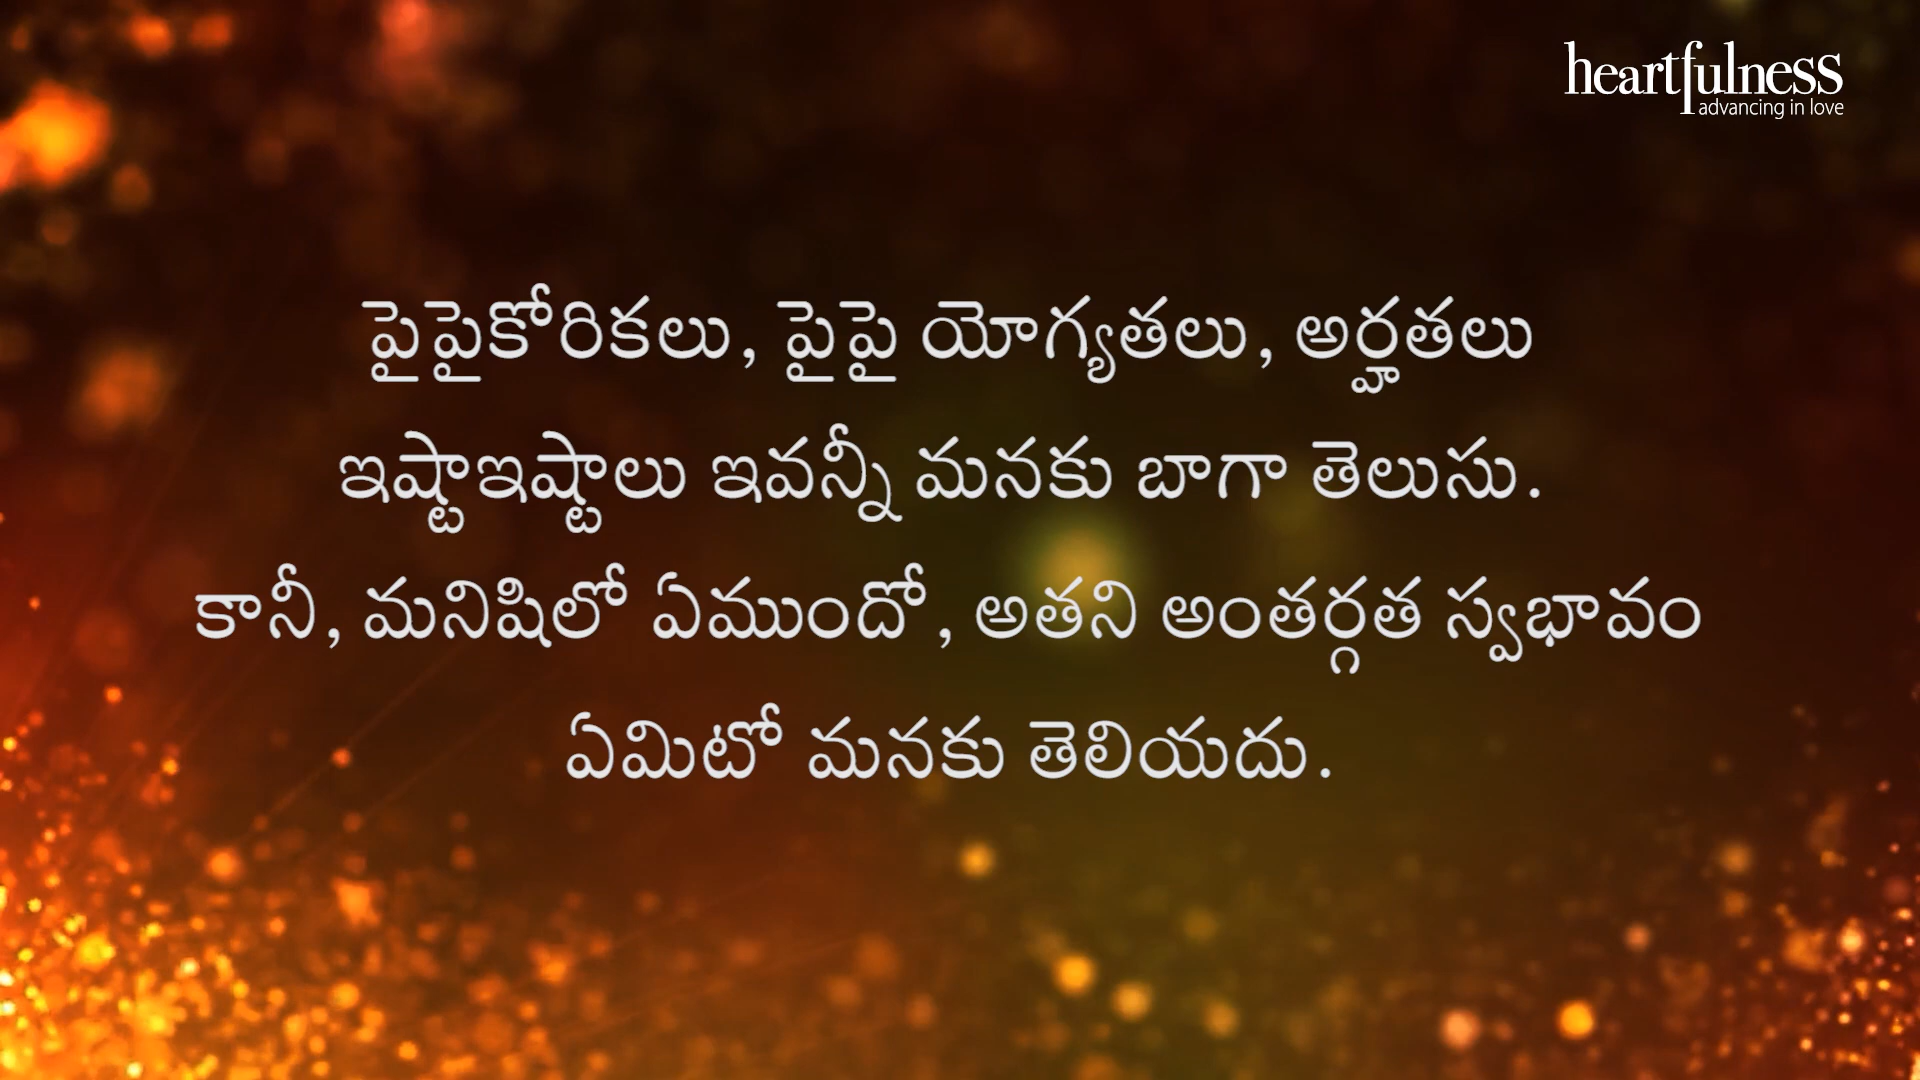 heartfulness
advancing in love
పైపైకోరికలు, పైపై యోగ్యతలు, అర్హతలు
ఇష్టాఇష్టాలు ఇవన్నీ మనకు బాగా తెలుసు.
కానీ, మనిషిలో ఏముందో, అతని అంతర్గత స్వభావం
ఏమిటో మనకు తెలియదు.